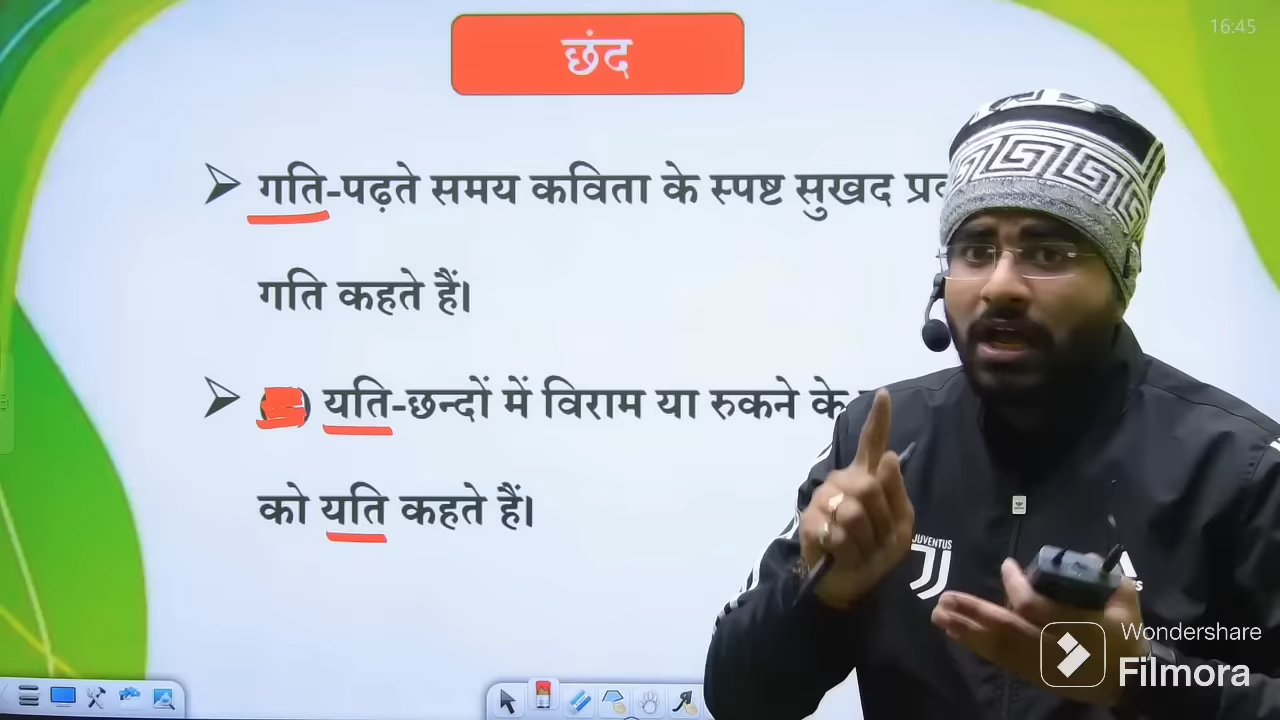 16:45
छंद
गति-पढ़ते समय कविता के स्पष्ट सुखद
गति कहते हैं।
यति-छन्दों में विराम या रुकने के
को यति कहते हैं।
JUVENTUS
Wondershare
Filmora